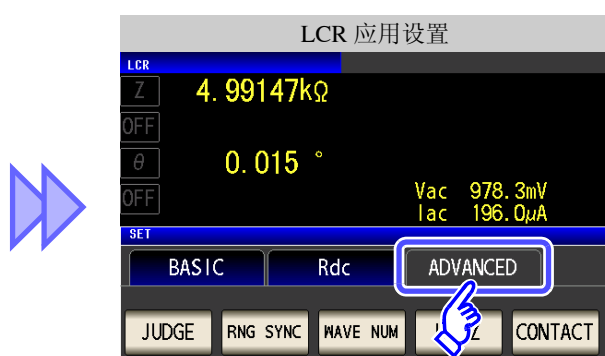 LCR 应用设置
LCR
Z 4.99147kΩ
OFF
θ 0.015 °
OFF
Vac 978.3mV
Iac 196.0μA
SET
BASIC Rdc ADVANCED
JUDGE RNG SYNC WAVE NUM CONTACT